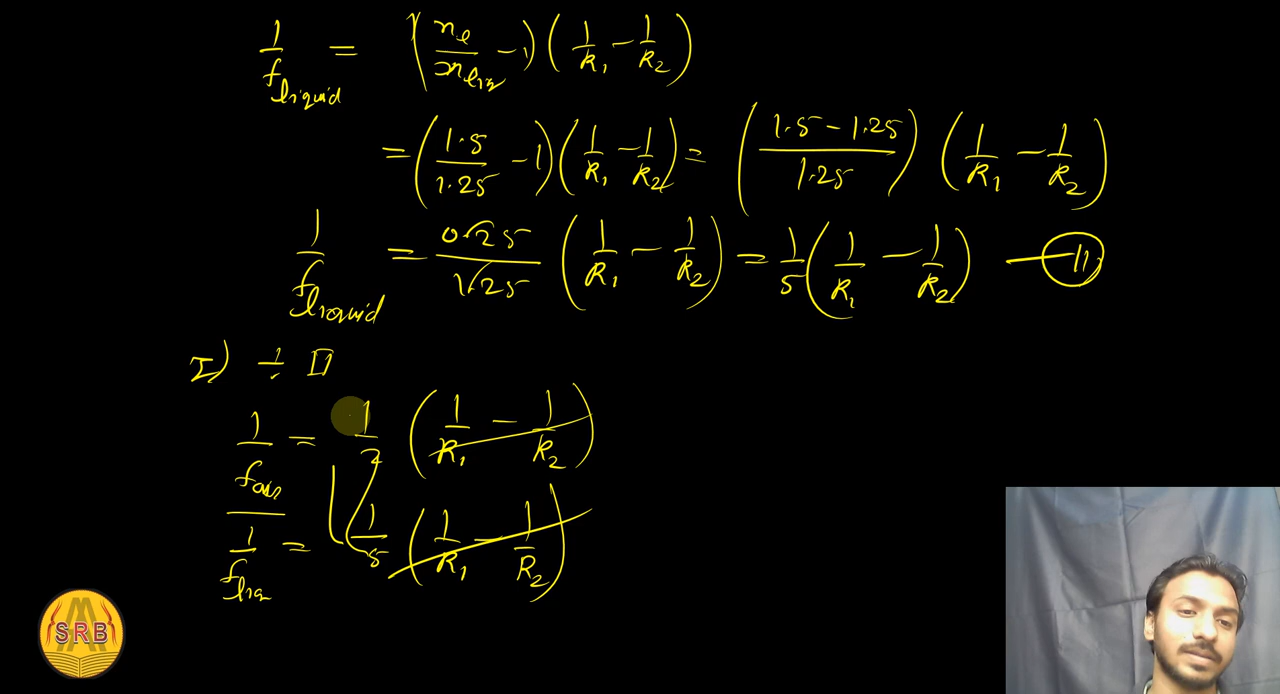 1/f_liquid = (n_l/n_liq - 1)(1/R₁ - 1/R₂)
= (1.5/1.25 - 1)(1/R₁ - 1/R₂) = ((1.5 - 1.25)/1.25)(1/R₁ - 1/R₂)
1/f_liquid = 0.25/1.25 (1/R₁ - 1/R₂) = 1/5 (1/R₁ - 1/R₂) — II.
I) ÷ II
1/f_air = 1/2 (1/R₁ - 1/R₂)
1/f_liq = 1/5 (1/R₁ - 1/R₂)
SRB